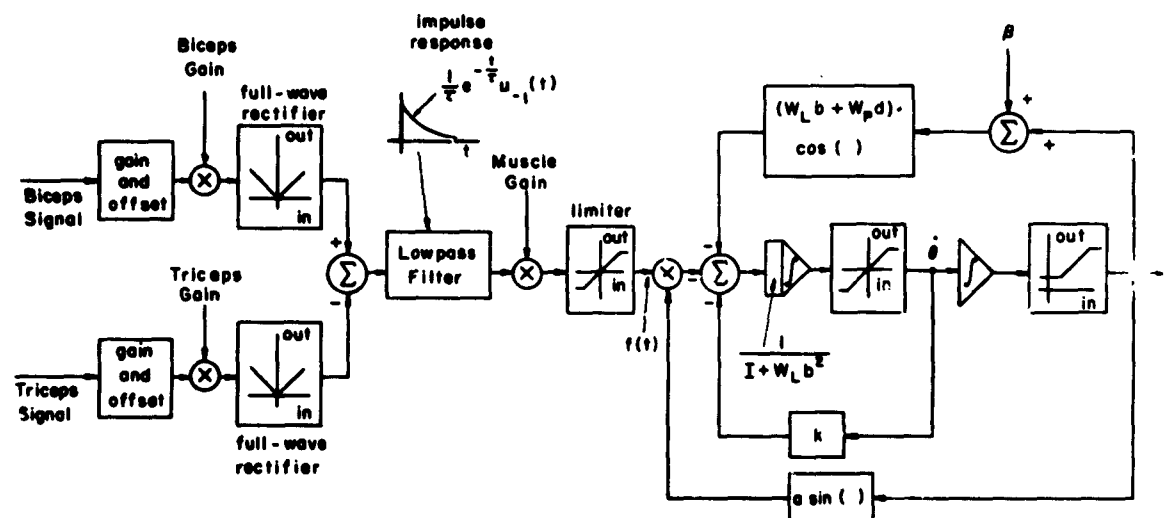 impulse
response
1/τ e^{-t/τ} u_{-1}(t)
t
Biceps
Gain
full-wave
rectifier
out
in
gain
and
offset
×
Biceps
Signal
Triceps
Gain
gain
and
offset
×
Triceps
Signal
out
in
full-wave
rectifier
+
Σ
-
Lowpass
Filter
Muscle
Gain
×
limiter
out
in
f(t)
×
-
-
Σ
-
∫
1/(I + W_L b²)
out
in
θ̇
∫
out
in
(W_L b + W_P d) ·
cos ( )
β
+
Σ
+
k
a sin ( )